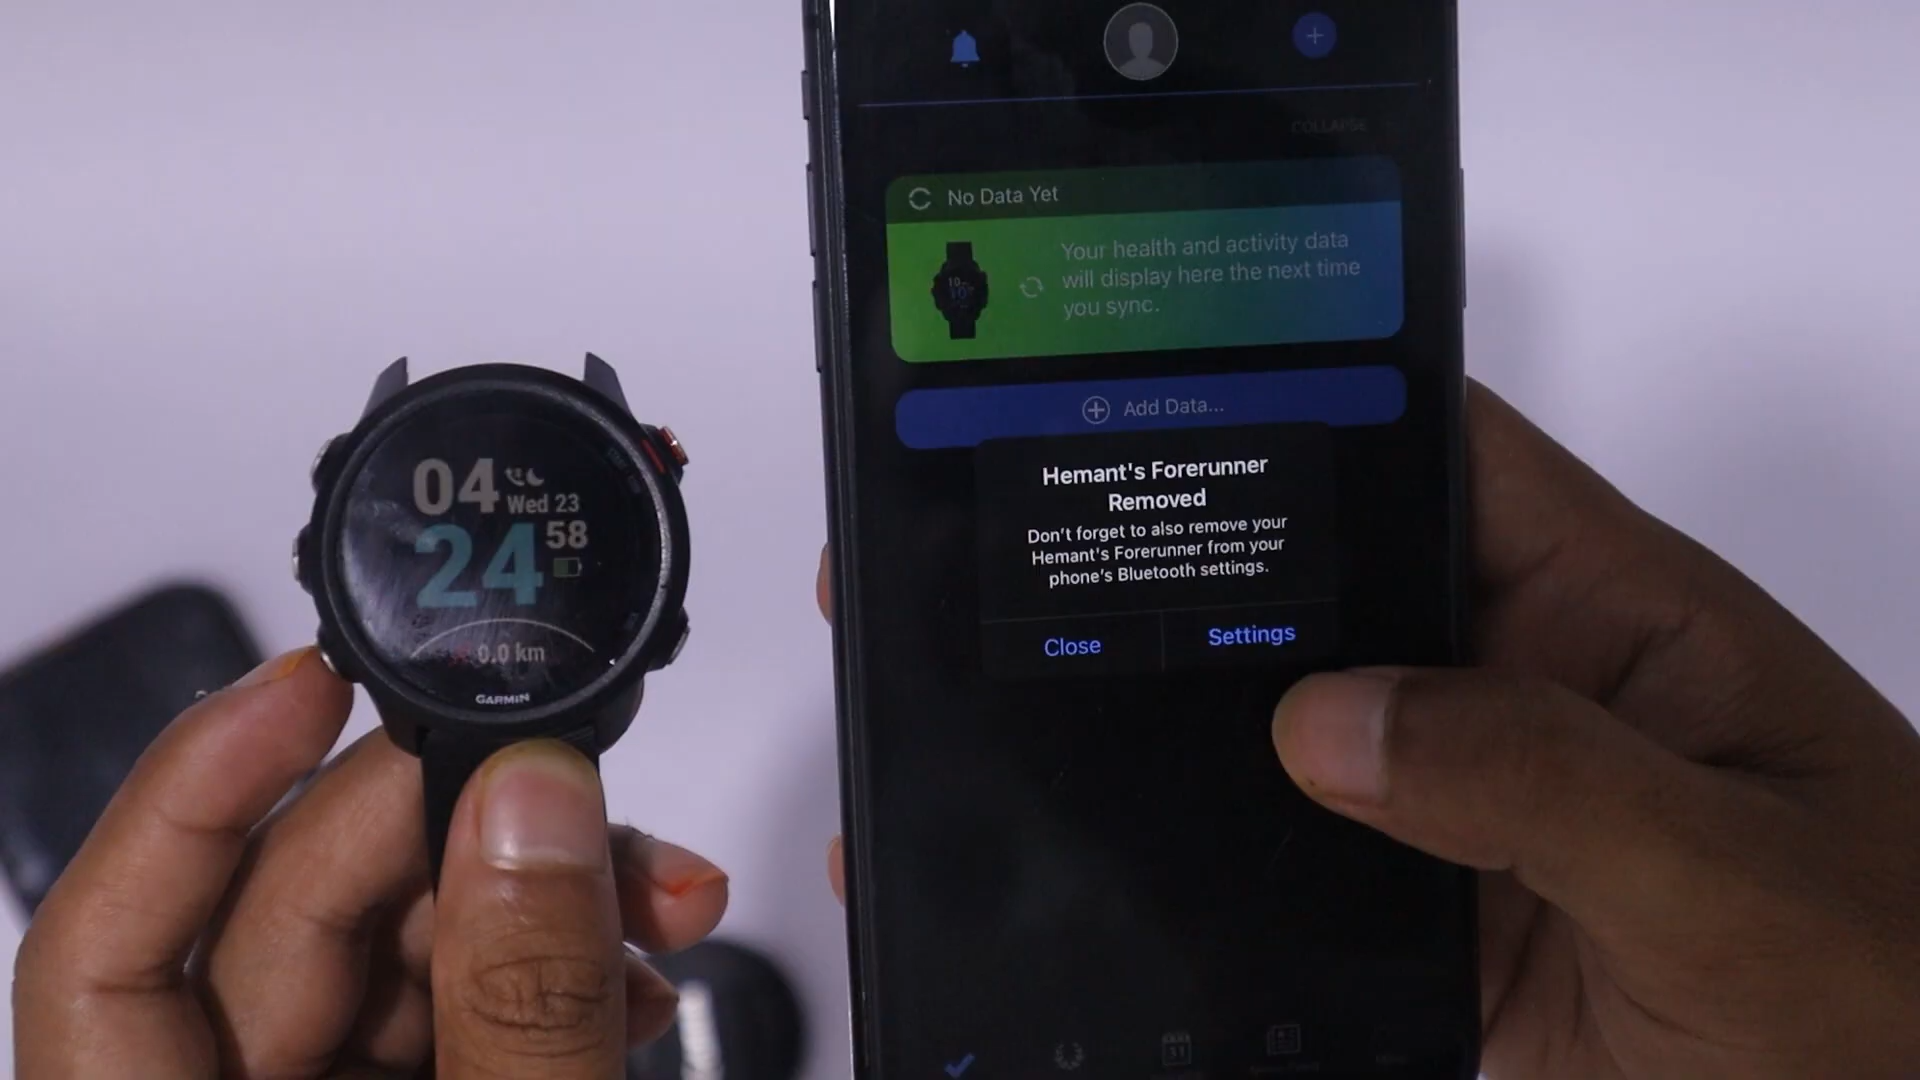 COLLAPSE
No Data Yet
Your health and activity data
will display here the next time
you sync.
Add Data...
Hemant's Forerunner
Removed
Don't forget to also remove your
Hemant's Forerunner from your
phone's Bluetooth settings.
Close
Settings
31
04
Wed 23
24
58
0.0 km
GARMIN